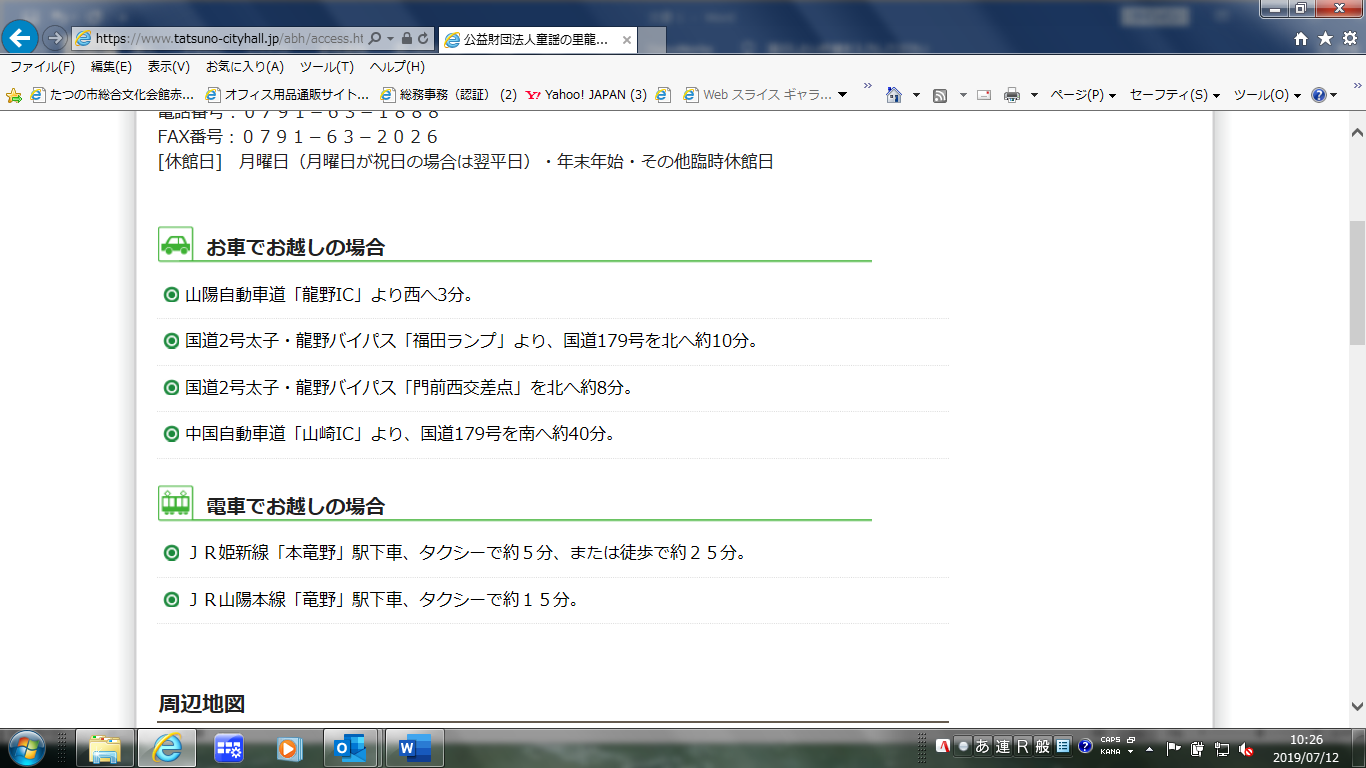 https://www.tatsuno-cityhall.jp/abh/access.ht
公益財団法人童謡の里龍...
ファイル(F) 編集(E) 表示(V) お気に入り(A) ツール(T) ヘルプ(H)
たつの市総合文化会館赤... オフィス用品通販サイト... 総務事務（認証） (2) Yahoo! JAPAN (3) Web スライス ギャラ... ページ(P) セーフティ(S) ツール(O)
電話番号：０７９１－６３－１８８８
FAX番号：０７９１－６３－２０２６
[休館日]　月曜日（月曜日が祝日の場合は翌平日）・年末年始・その他臨時休館日
お車でお越しの場合
山陽自動車道「龍野IC」より西へ3分。
国道2号太子・龍野バイパス「福田ランプ」より、国道179号を北へ約10分。
国道2号太子・龍野バイパス「門前西交差点」を北へ約8分。
中国自動車道「山崎IC」より、国道179号を南へ約40分。
電車でお越しの場合
ＪＲ姫新線「本竜野」駅下車、タクシーで約５分、または徒歩で約２５分。
ＪＲ山陽本線「竜野」駅下車、タクシーで約１５分。
周辺地図
A あ 連 R 般 CAPS KANA
10:26
2019/07/12